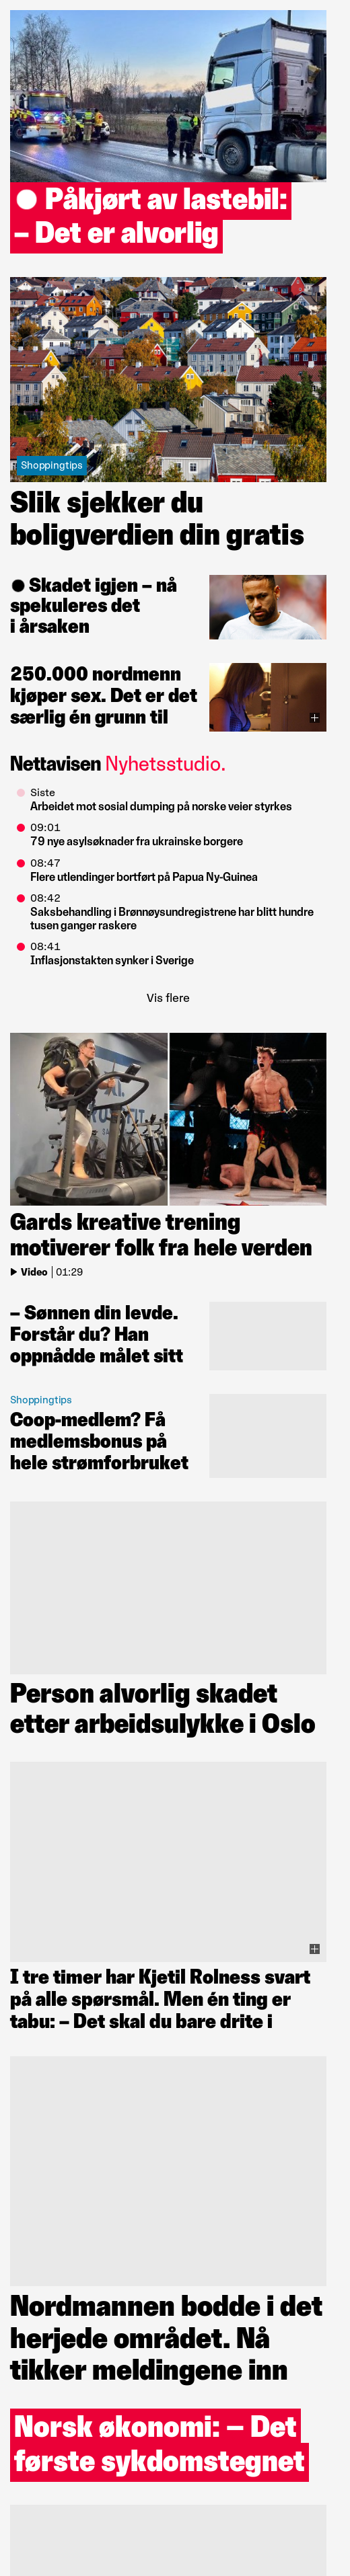 Påkjørt av lastebil:
– Det er alvorlig
Shoppingtips
Slik sjekker du
boligverdien din gratis
Skadet igjen – nå
spekuleres det
i årsaken
250.000 nordmenn
kjøper sex. Det er det
særlig én grunn til
Nettavisen Nyhetsstudio.
Siste
Arbeidet mot sosial dumping på norske veier styrkes
09:01
79 nye asylsøknader fra ukrainske borgere
08:47
Flere utlendinger bortført på Papua Ny-Guinea
08:42
Saksbehandling i Brønnøysundregistrene har blitt hundre
tusen ganger raskere
08:41
Inflasjonstakten synker i Sverige
Vis flere
Gards kreative trening
motiverer folk fra hele verden
Video | 01:29
– Sønnen din levde.
Forstår du? Han
oppnådde målet sitt
Shoppingtips
Coop-medlem? Få
medlemsbonus på
hele strømforbruket
Person alvorlig skadet
etter arbeidsulykke i Oslo
I tre timer har Kjetil Rolness svart
på alle spørsmål. Men én ting er
tabu: – Det skal du bare drite i
Nordmannen bodde i det
herjede området. Nå
tikker meldingene inn
Norsk økonomi: – Det
første sykdomstegnet